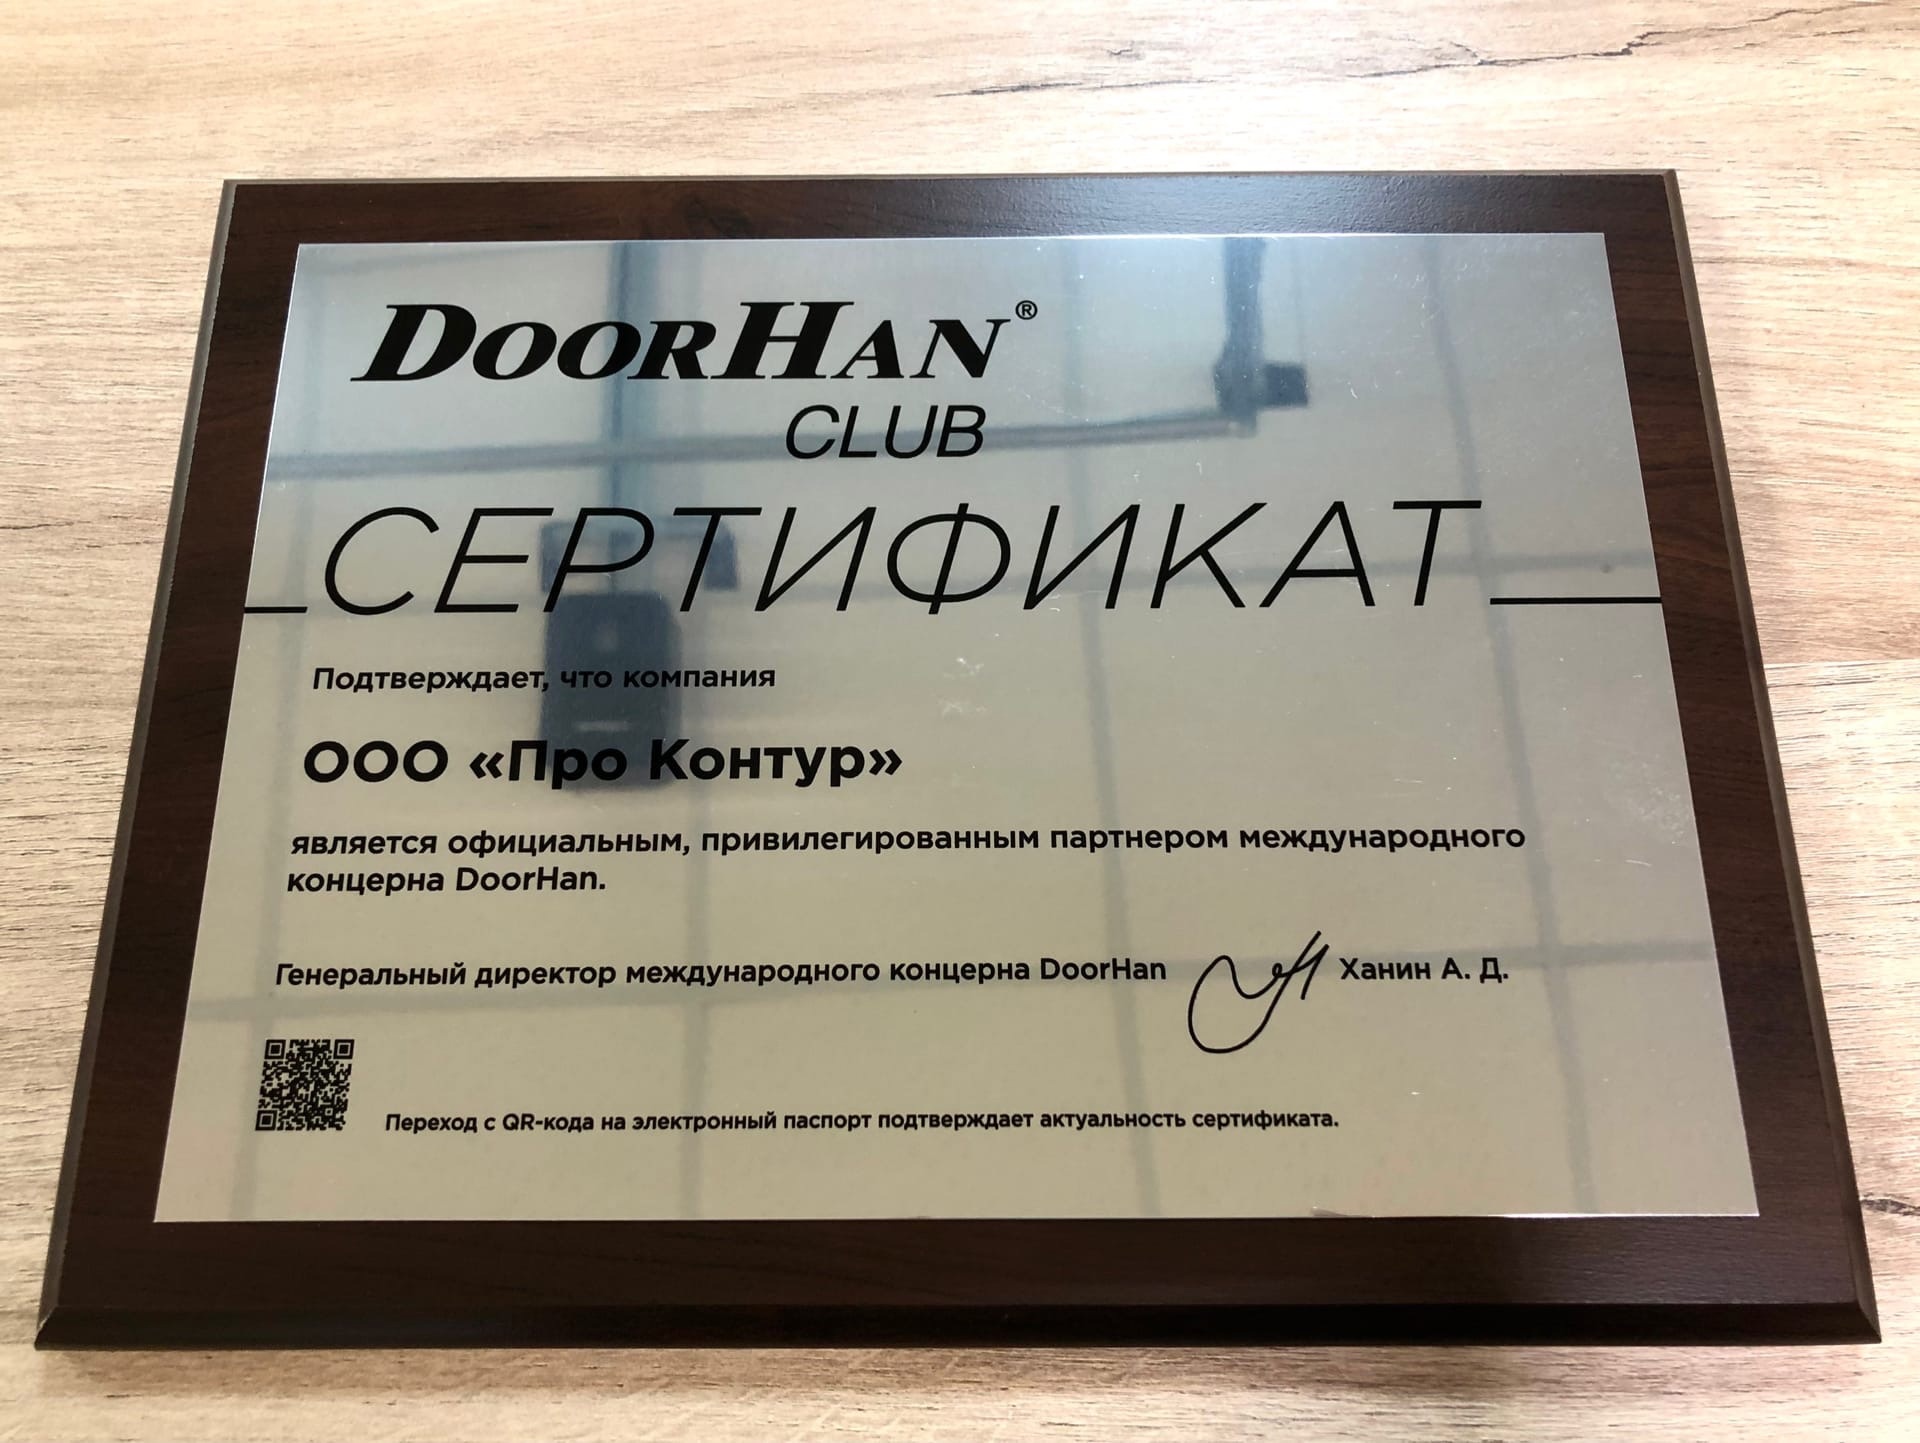 DOORHAN®
CLUB
СЕРТИФИКАТ
Подтверждает, что компания
ООО «Про Контур»
является официальным, привилегированным партнером международного
концерна DoorHan.
Генеральный директор международного концерна DoorHan Ханин А. Д.
Переход с QR-кода на электронный паспорт подтверждает актуальность сертификата.